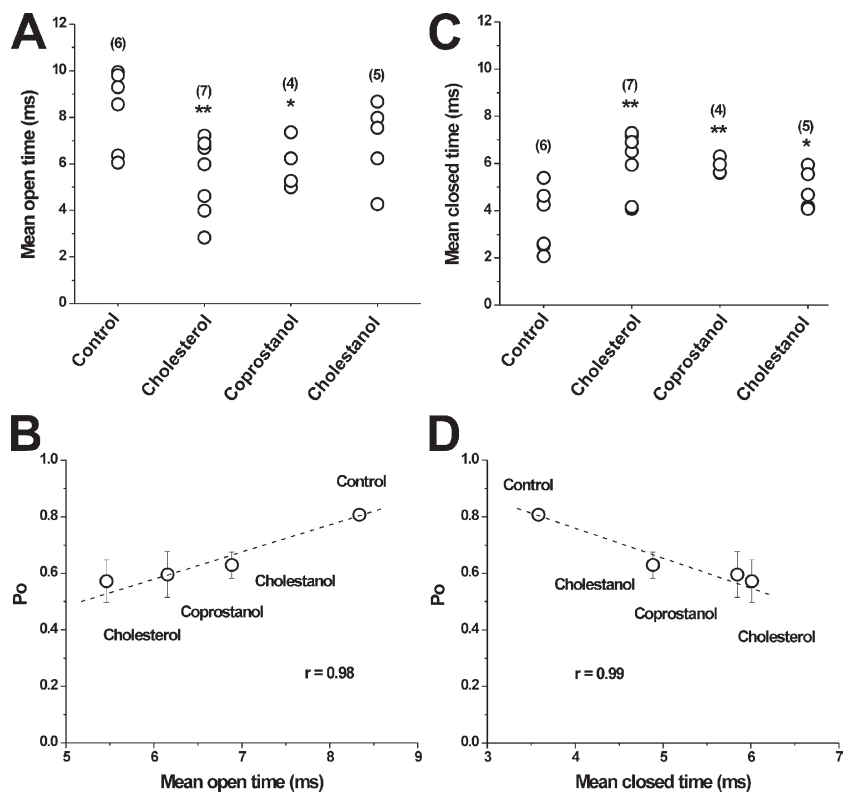 A
Mean open time (ms)
12
10
8
6
4
2
0
(6)
(7)
**
(4)
*
(5)
Control
Cholesterol
Coprostanol
Cholestanol
C
Mean closed time (ms)
12
10
8
6
4
2
0
(6)
(7)
**
(4)
**
(5)
*
Control
Cholesterol
Coprostanol
Cholestanol
B
Po
1.0
0.8
0.6
0.4
0.2
0.0
Control
Cholestanol
Coprostanol
Cholesterol
r = 0.98
5 6 7 8 9
Mean open time (ms)
D
Po
1.0
0.8
0.6
0.4
0.2
0.0
Control
Cholestanol
Coprostanol
Cholesterol
r = 0.99
3 4 5 6 7
Mean closed time (ms)